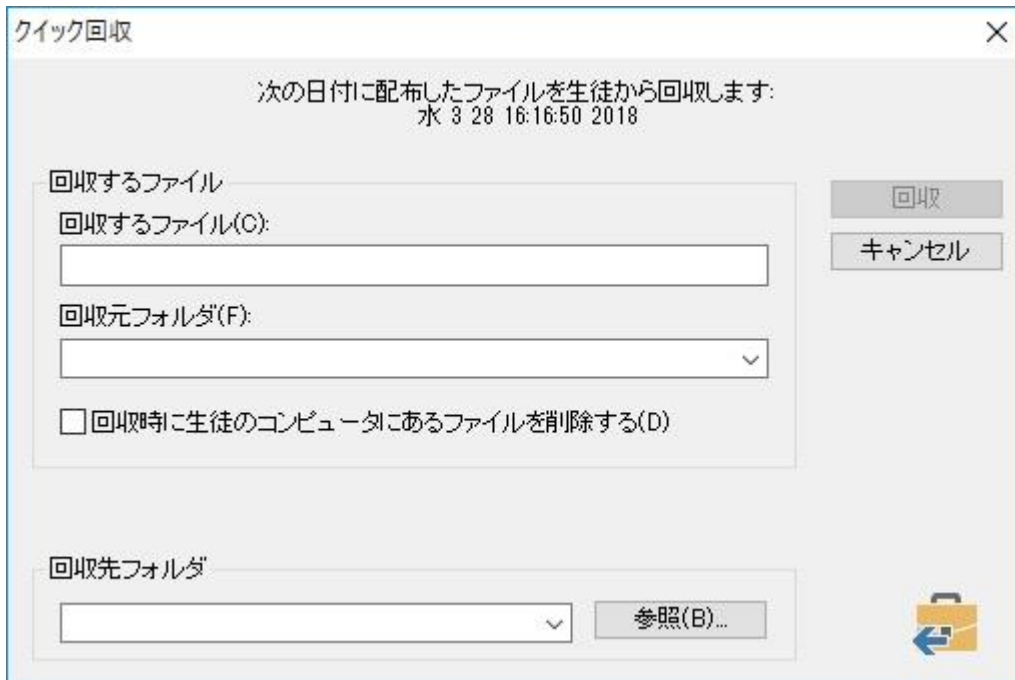 クイック回収
次の日付に配布したファイルを生徒から回収します:
水 3 28 16:16:50 2018
回収するファイル
回収するファイル(C):
回収元フォルダ(F):
回収時に生徒のコンピュータにあるファイルを削除する(D)
回収
キャンセル
回収先フォルダ
参照(B)...